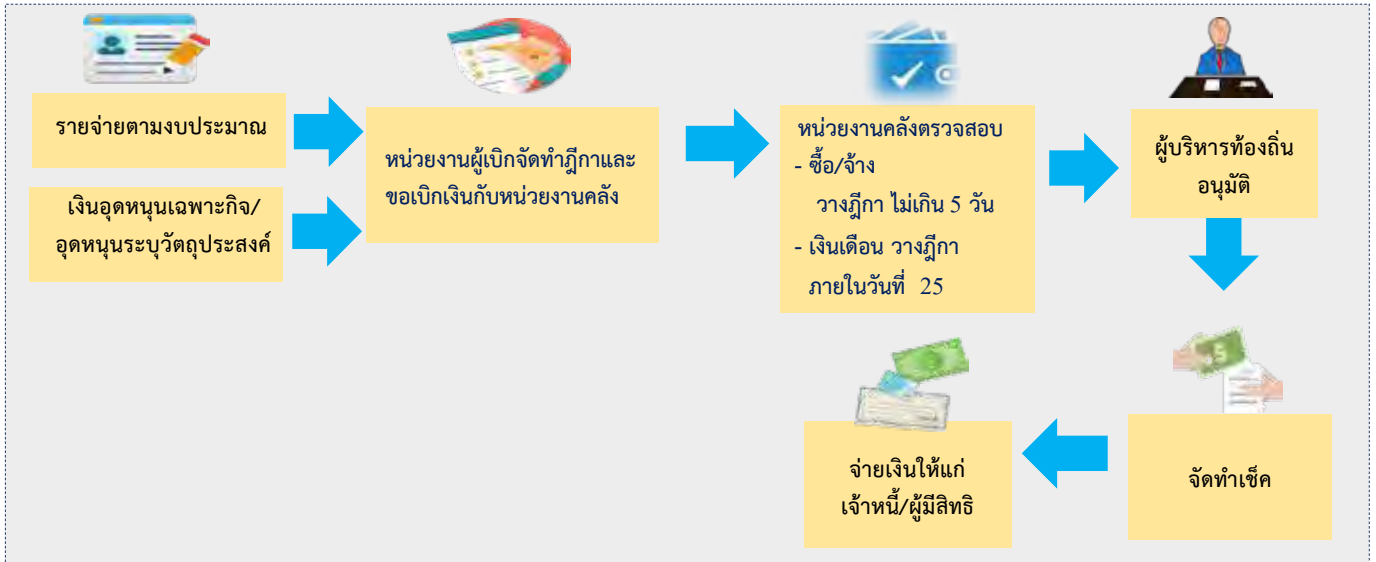 รายจ่ายตามงบประมาณ
เงินอุดหนุนเฉพาะกิจ/
อุดหนุนระบุวัตถุประสงค์
หน่วยงานผู้เบิกจัดทำฎีกาและ
ขอเบิกเงินกับหน่วยงานคลัง
หน่วยงานคลังตรวจสอบ
- ซื้อ/จ้าง
วางฎีกา ไม่เกิน 5 วัน
- เงินเดือน วางฎีกา
ภายในวันที่ 25
ผู้บริหารท้องถิ่น
อนุมัติ
จัดทำเช็ค
จ่ายเงินให้แก่
เจ้าหนี้/ผู้มีสิทธิ